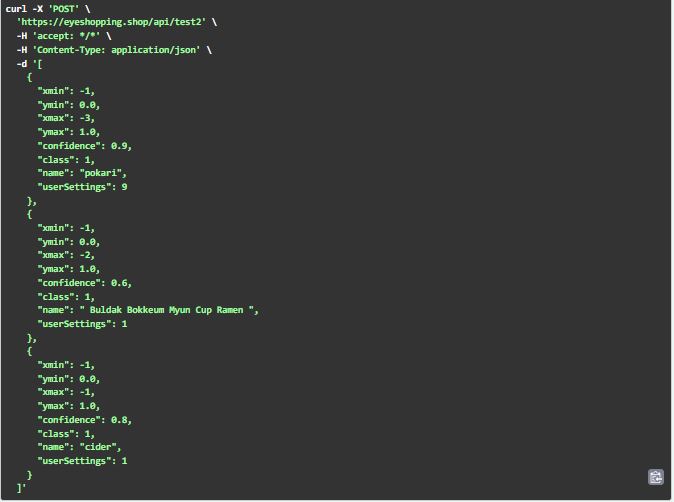 curl -X 'POST' \
  'https://eyeshopping.shop/api/test2' \
  -H 'accept: */*' \
  -H 'Content-Type: application/json' \
  -d '[
    {
      "xmin": -1,
      "ymin": 0.0,
      "xmax": -3,
      "ymax": 1.0,
      "confidence": 0.9,
      "class": 1,
      "name": "pokari",
      "userSettings": 9
    },
    {
      "xmin": -1,
      "ymin": 0.0,
      "xmax": -2,
      "ymax": 1.0,
      "confidence": 0.6,
      "class": 1,
      "name": " Buldak Bokkeum Myun Cup Ramen ",
      "userSettings": 1
    },
    {
      "xmin": -1,
      "ymin": 0.0,
      "xmax": -1,
      "ymax": 1.0,
      "confidence": 0.8,
      "class": 1,
      "name": "cider",
      "userSettings": 1
    }
  ]'